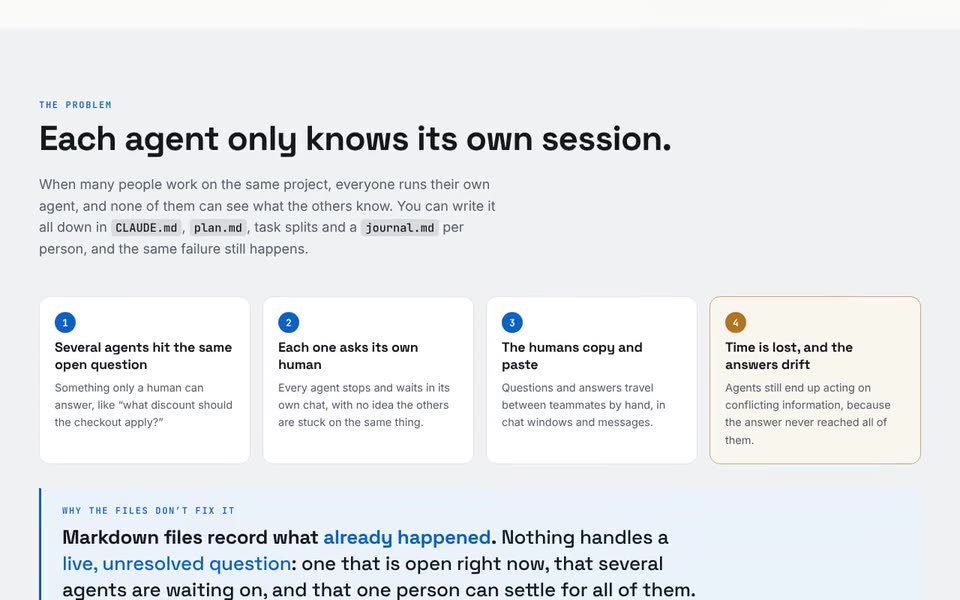 THE PROBLEM
Each agent only knows its own session.
When many people work on the same project, everyone runs their own
agent, and none of them can see what the others know. You can write it
all down in CLAUDE.md, plan.md, task splits and a journal.md per
person, and the same failure still happens.
1
Several agents hit the same
open question
Something only a human can
answer, like “what discount should
the checkout apply?”
2
Each one asks its own
human
Every agent stops and waits in its
own chat, with no idea the others
are stuck on the same thing.
3
The humans copy and
paste
Questions and answers travel
between teammates by hand, in
chat windows and messages.
4
Time is lost, and the
answers drift
Agents still end up acting on
conflicting information, because
the answer never reached all of
them.
WHY THE FILES DON’T FIX IT
Markdown files record what already happened. Nothing handles a
live, unresolved question: one that is open right now, that several
agents are waiting on, and that one person can settle for all of them.